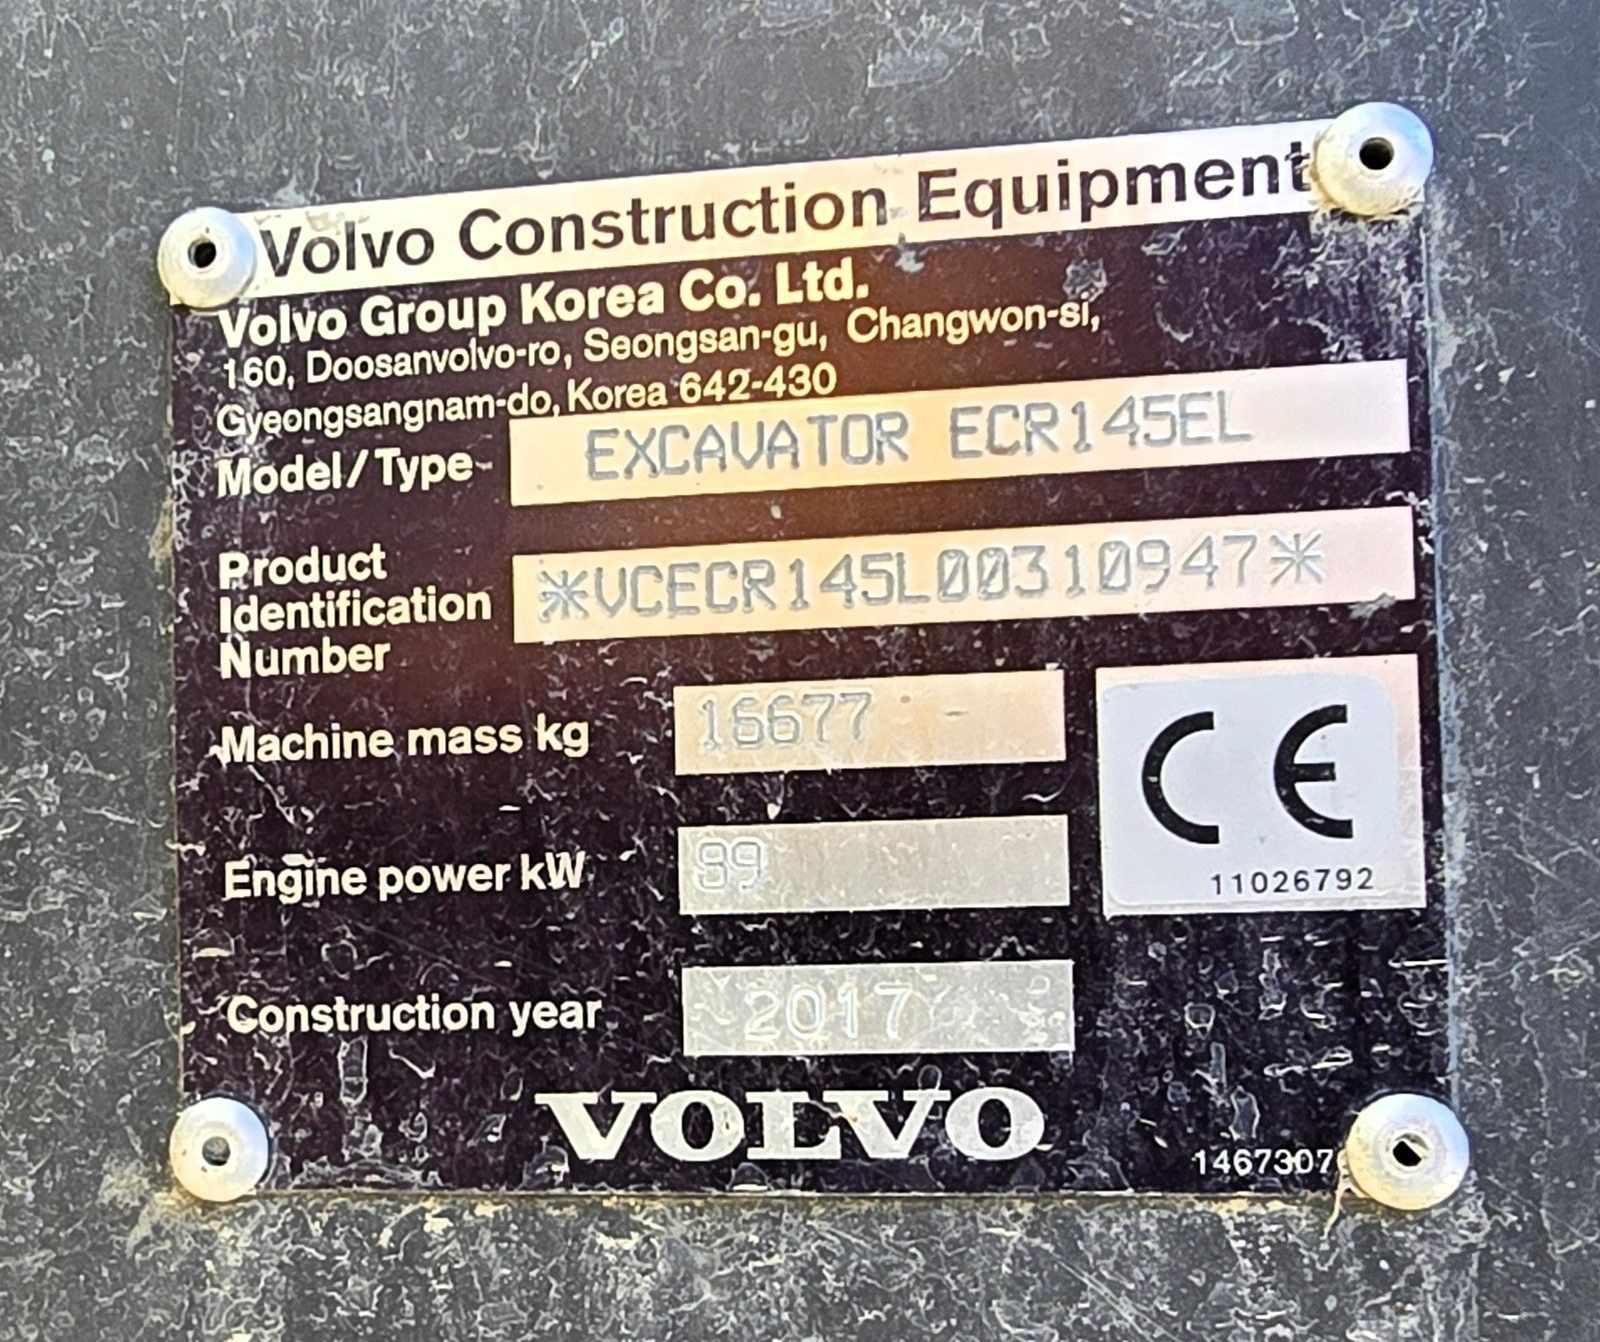 Volvo Construction Equipment
Volvo Group Korea Co. Ltd.
160, Doosanvolvo-ro, Seongsan-gu, Changwon-si,
Gyeongsangnam-do, Korea 642-430
Model/Type EXCAVATOR ECR145EL
Product
Identification
Number
*VCECR145L00310947*
Machine mass kg 16677
CE
11026792
Engine power kW 89
Construction year 2017
VOLVO